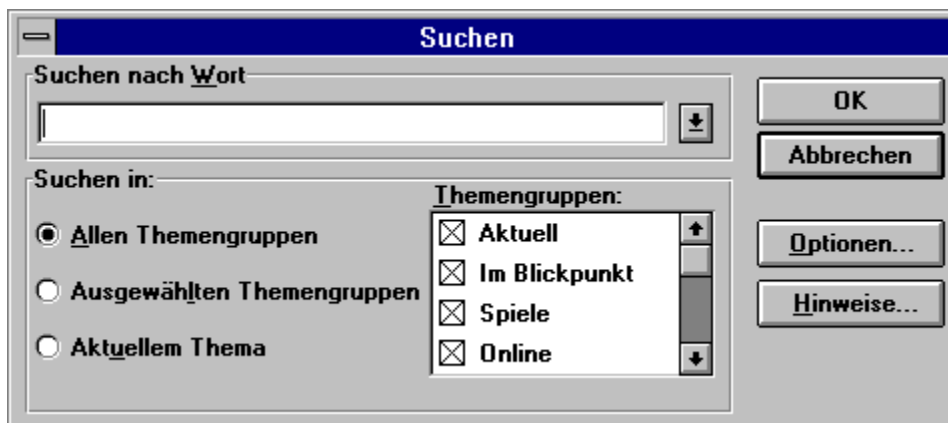 Suchen
Suchen nach Wort
OK
Abbrechen
Suchen in:
Allen Themengruppen
Ausgewählten Themengruppen
Aktuellem Thema
Themengruppen:
Aktuell
Im Blickpunkt
Spiele
Online
Optionen...
Hinweise...